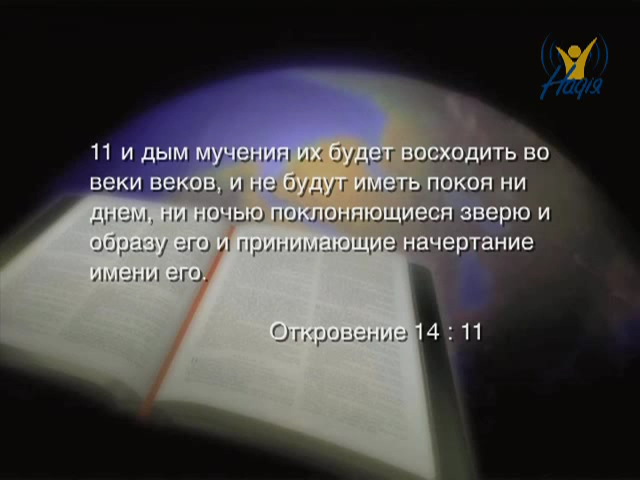 Надія
11 и дым мучения их будет восходить во
веки веков, и не будут иметь покоя ни
днем, ни ночью поклоняющиеся зверю и
образу его и принимающие начертание
имени его.
Откровение 14 : 11